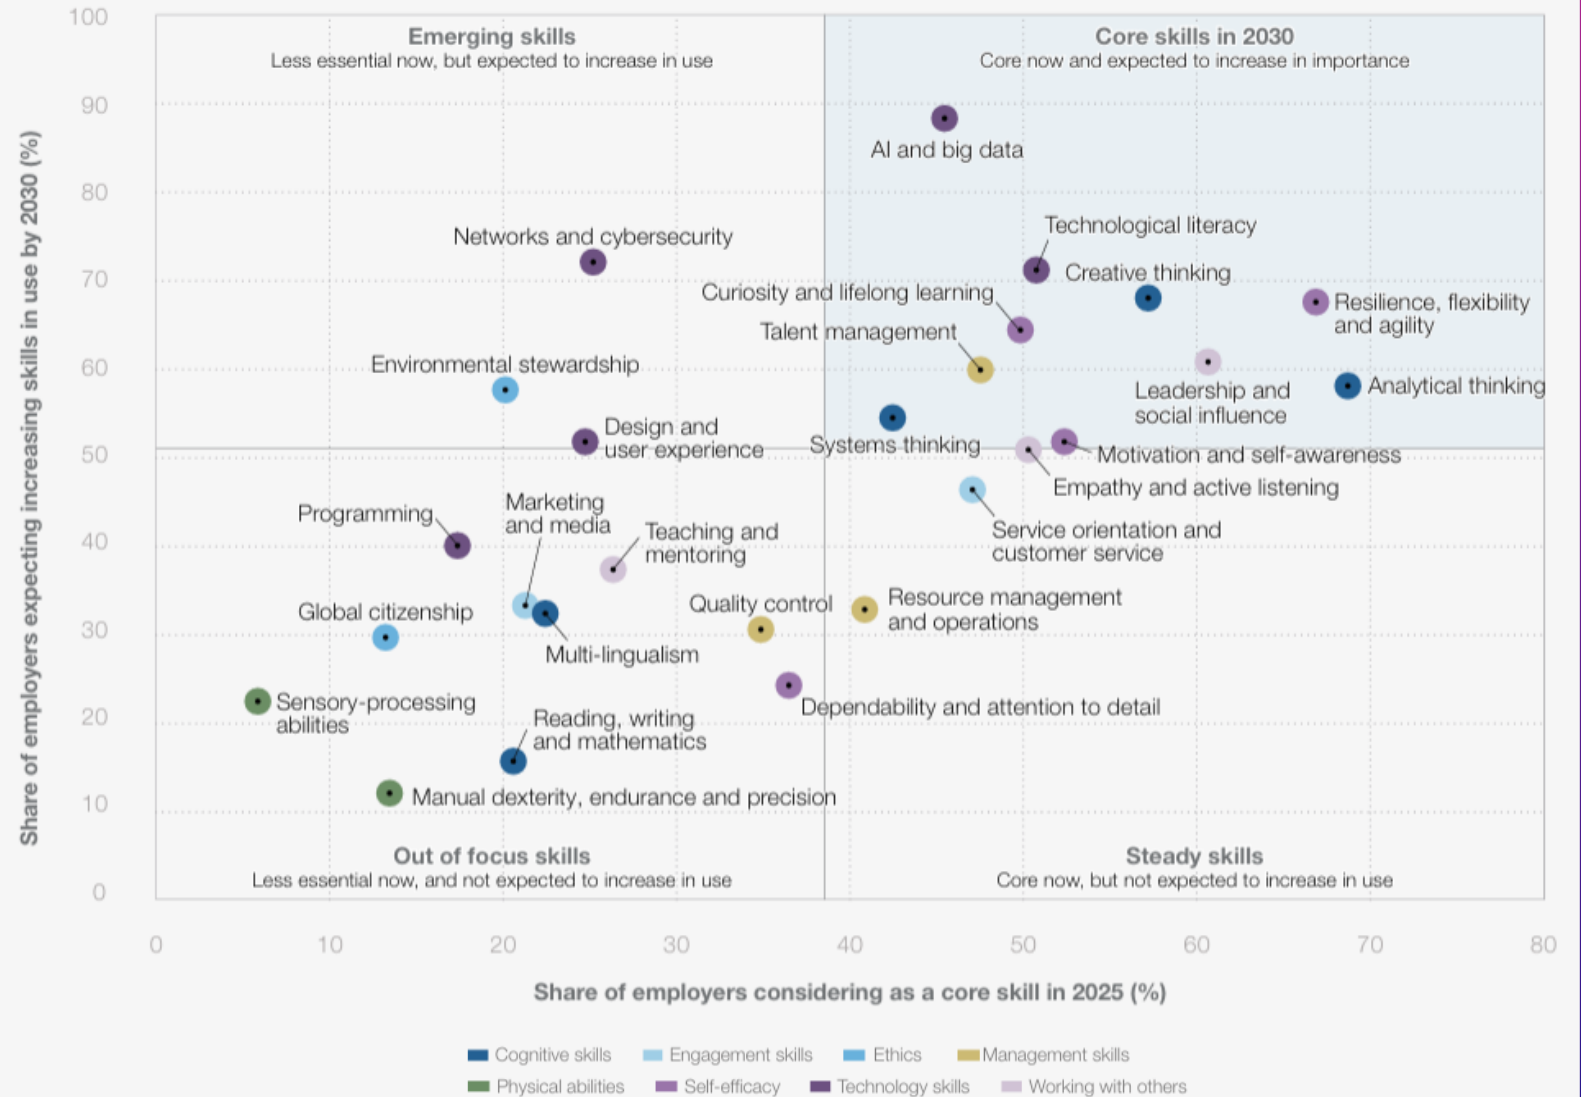 100
90
80
70
60
50
40
30
20
10
0
Share of employers expecting increasing skills in use by 2030 (%)
Emerging skills
Less essential now, but expected to increase in use
Core skills in 2030
Core now and expected to increase in importance
AI and big data
Networks and cybersecurity
Technological literacy
Creative thinking
Curiosity and lifelong learning
Resilience, flexibility
and agility
Talent management
Environmental stewardship
Leadership and
social influence
Analytical thinking
Design and
user experience
Systems thinking
Motivation and self-awareness
Empathy and active listening
Programming
Marketing
and media
Teaching and
mentoring
Service orientation and
customer service
Global citizenship
Quality control
Resource management
and operations
Multi-lingualism
Sensory-processing
abilities
Dependability and attention to detail
Reading, writing
and mathematics
Manual dexterity, endurance and precision
Out of focus skills
Less essential now, and not expected to increase in use
Steady skills
Core now, but not expected to increase in use
0 10 20 30 40 50 60 70 80
Share of employers considering as a core skill in 2025 (%)
Cognitive skills Engagement skills Ethics Management skills
Physical abilities Self-efficacy Technology skills Working with others